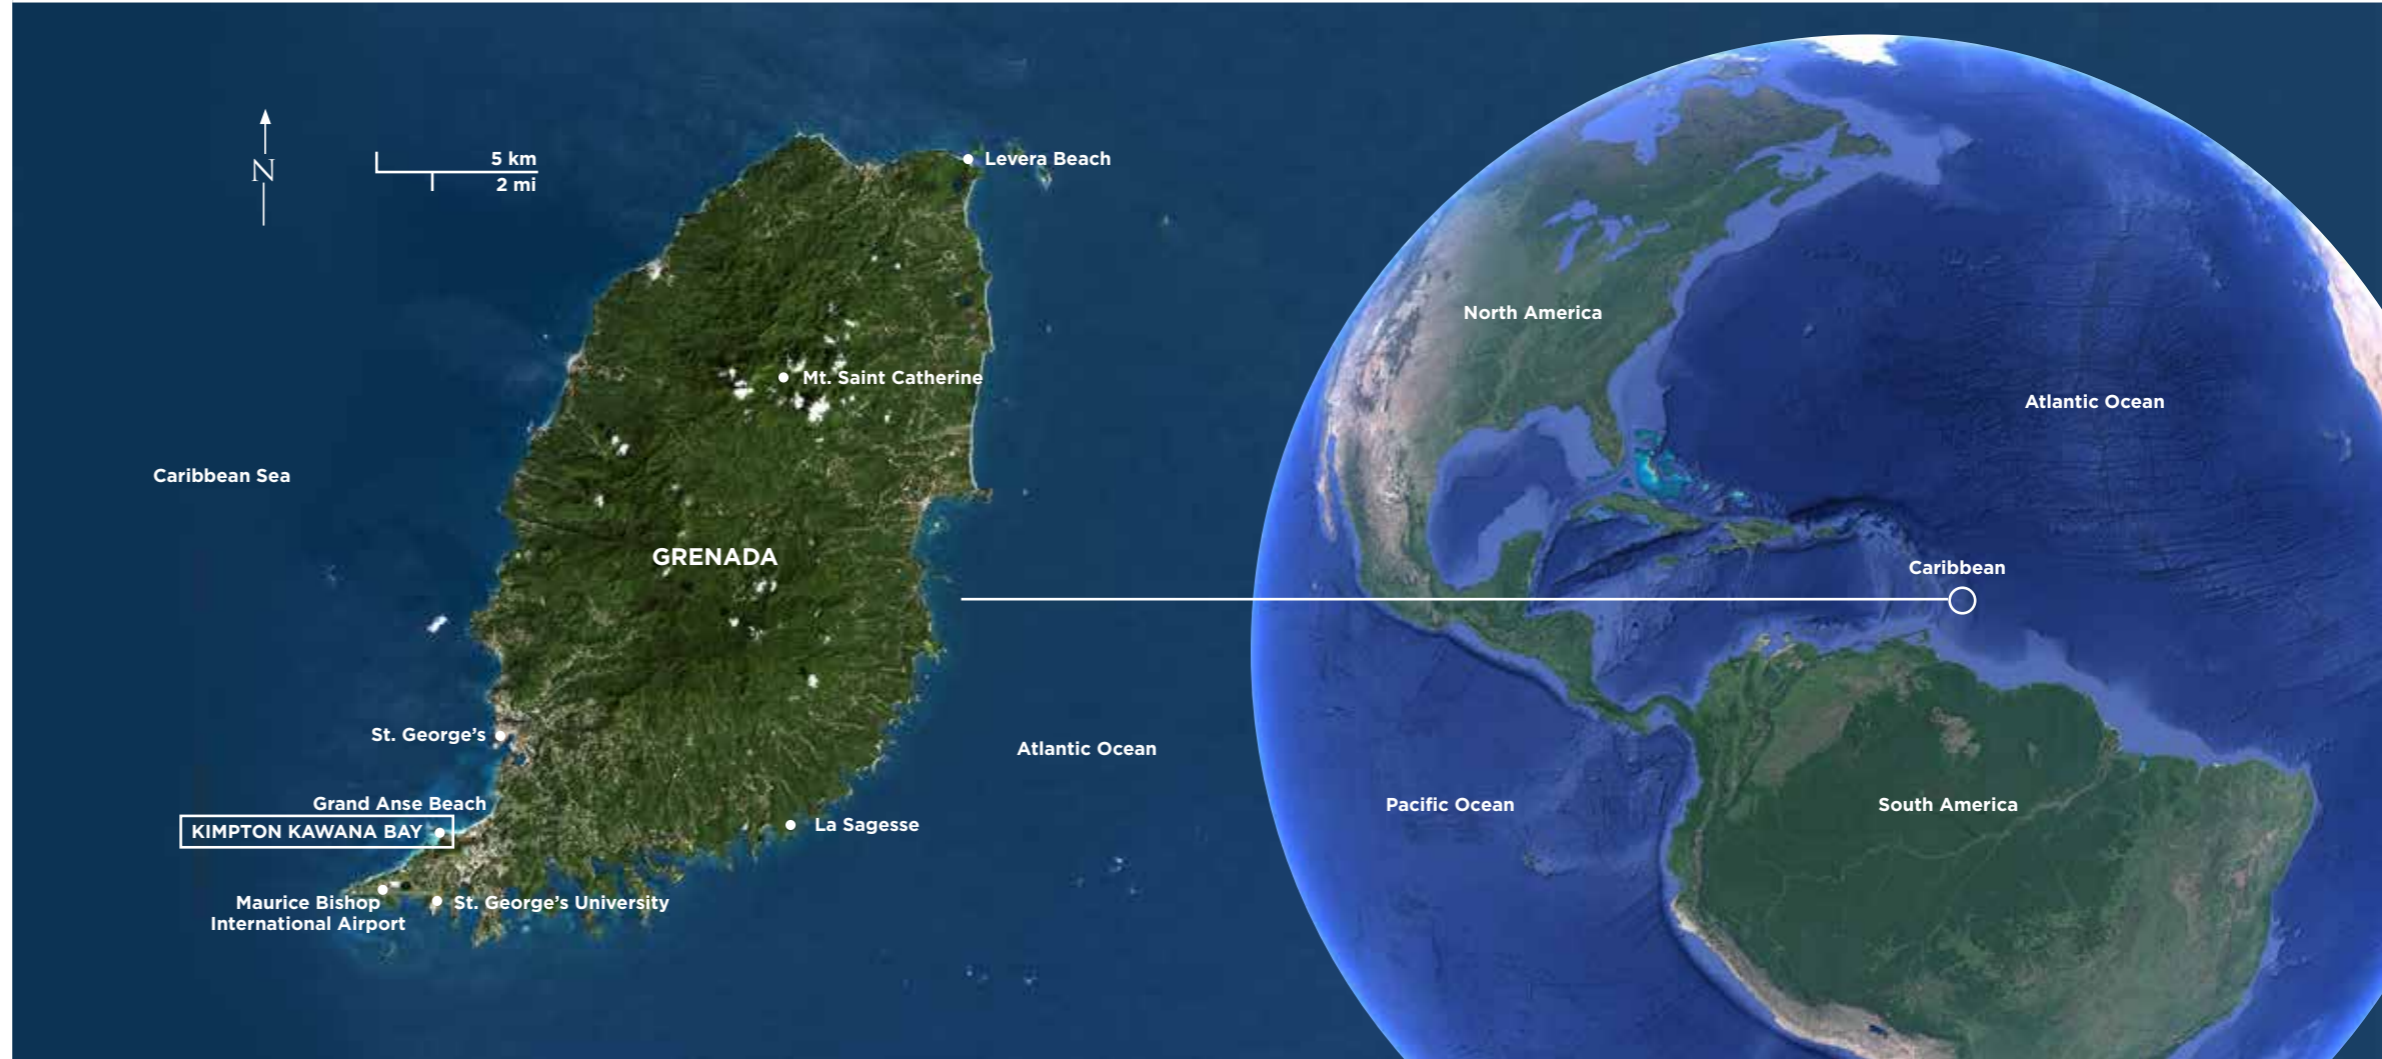 N
5 km
2 mi
Levera Beach
Mt. Saint Catherine
Caribbean Sea
GRENADA
St. George's
Atlantic Ocean
Grand Anse Beach
KIMPTON KAWANA BAY
La Sagesse
Maurice Bishop
International Airport
St. George's University
North America
Atlantic Ocean
Caribbean
Pacific Ocean
South America